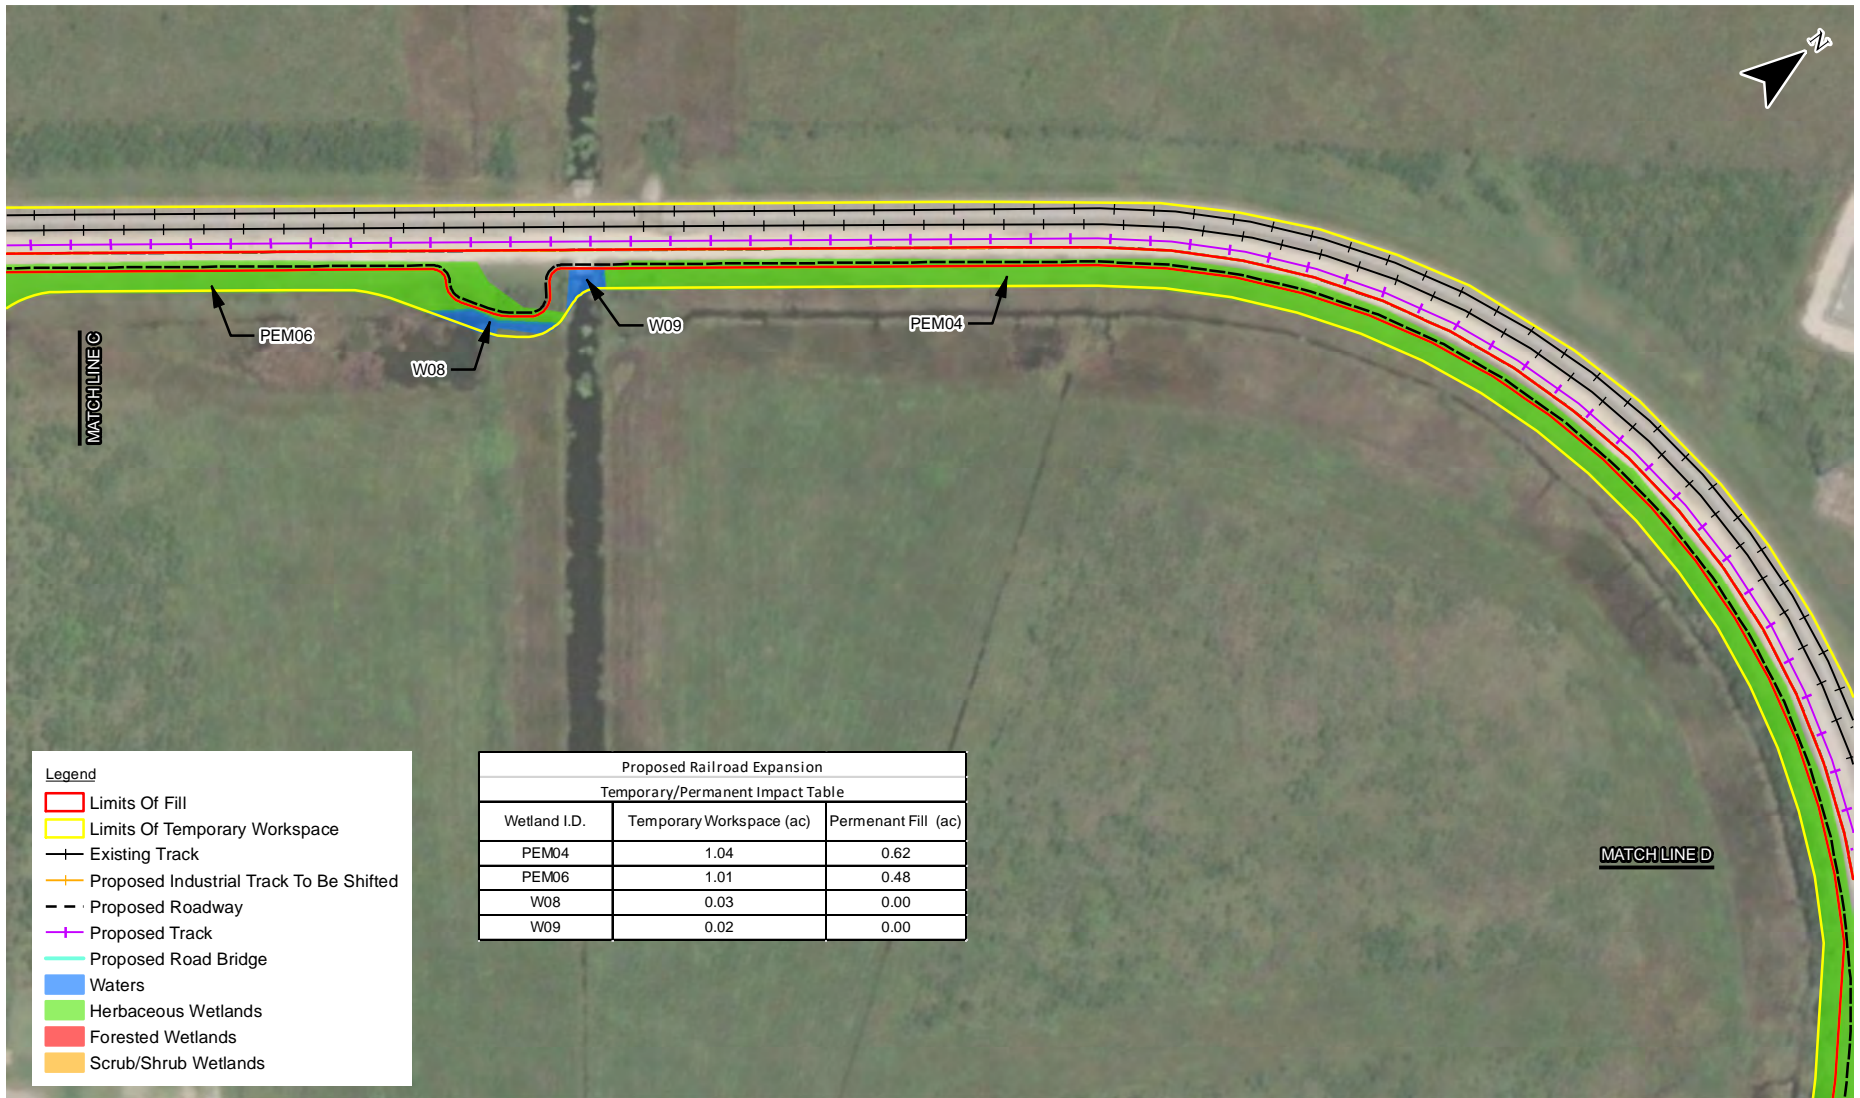 N
PEM06
W08
W09
PEM04
MATCHLINE C
MATCH LINE D
Legend
Limits Of Fill
Limits Of Temporary Workspace
Existing Track
Proposed Industrial Track To Be Shifted
Proposed Roadway
Proposed Track
Proposed Road Bridge
Waters
Herbaceous Wetlands
Forested Wetlands
Scrub/Shrub Wetlands
Proposed Railroad Expansion
Temporary/Permanent Impact Table
Wetland I.D. Temporary Workspace (ac) Permenant Fill (ac)
PEM04 1.04 0.62
PEM06 1.01 0.48
W08 0.03 0.00
W09 0.02 0.00